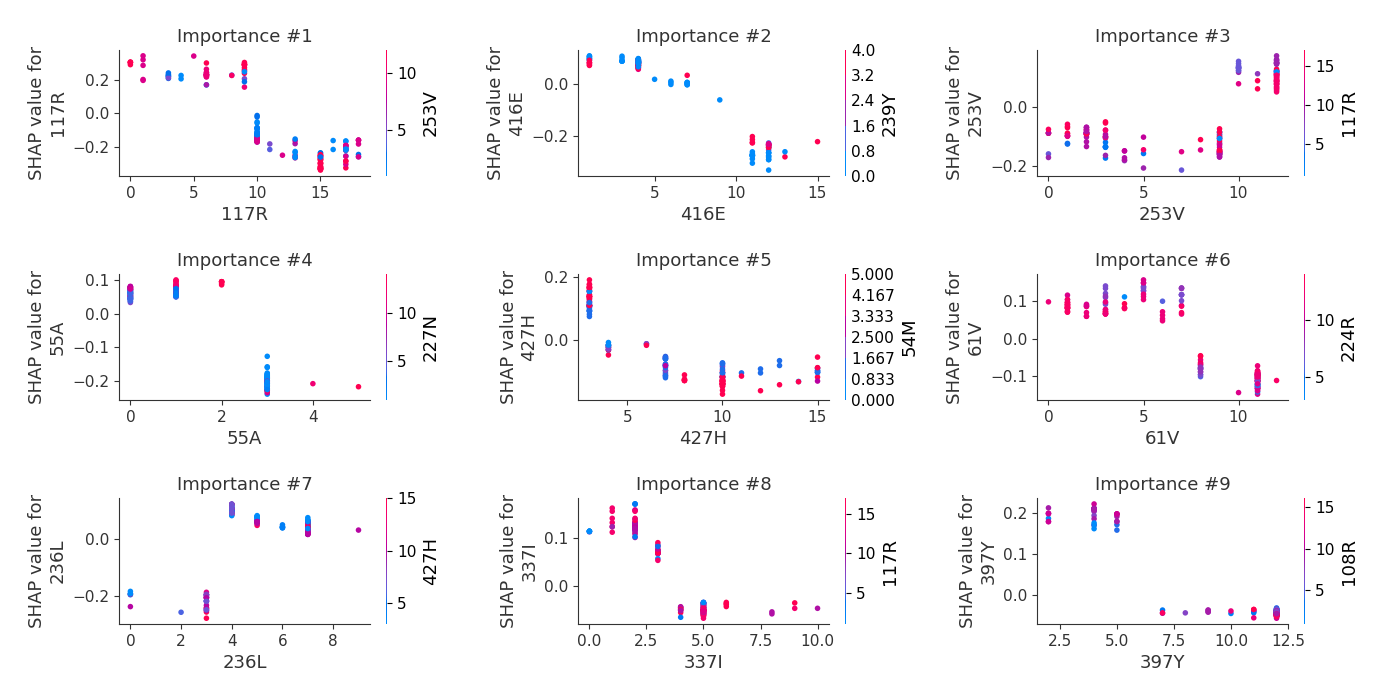 Importance #1
SHAP value for
117R
0.2
0.0
−0.2
0 5 10 15
117R
10
5
253V
Importance #2
SHAP value for
416E
0.0
−0.2
5 10 15
416E
4.0
3.2
2.4
1.6
0.8
0.0
239Y
Importance #3
SHAP value for
253V
0.0
−0.2
0 5 10
253V
15
10
5
117R
Importance #4
SHAP value for
55A
0.1
0.0
−0.1
−0.2
0 2 4
55A
10
5
227N
Importance #5
SHAP value for
427H
0.2
0.0
5 10 15
427H
5.000
4.167
3.333
2.500
1.667
0.833
0.000
54M
Importance #6
SHAP value for
61V
0.1
0.0
−0.1
0 5 10
61V
10
5
224R
Importance #7
SHAP value for
236L
0.0
−0.2
0 2 4 6 8
236L
15
10
5
427H
Importance #8
SHAP value for
337I
0.1
0.0
0.0 2.5 5.0 7.5 10.0
337I
15
10
5
117R
Importance #9
SHAP value for
397Y
0.2
0.1
0.0
2.5 5.0 7.5 10.0 12.5
397Y
15
10
5
108R